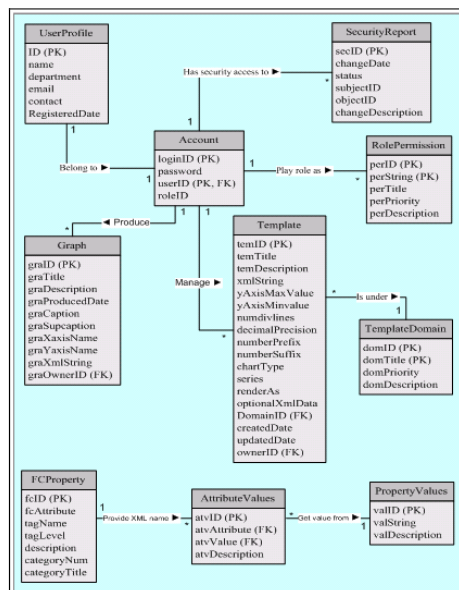 UserProfile
ID (PK)
name
department
email
contact
RegisteredDate
SecurityReport
secID (PK)
changeDate
status
subjectID
objectID
changeDescription
Has security access to
*
1
1
Account
loginID (PK)
password
userID (PK, FK)
roleID
Belong to
1
1
Play role as
*
RolePermission
perID (PK)
perString (PK)
perTitle
perPriority
perDescription
1
1
Produce
*
Graph
graID (PK)
graTitle
graDescription
graProducedDate
graCaption
graSupcaption
graXaxisName
graYaxisName
graXmlString
graOwnerID (FK)
Manage
*
Template
temID (PK)
temTitle
temDescription
xmlString
yAxisMaxValue
yAxisMinvalue
numdivlines
decimalPrecision
numberPrefix
numberSuffix
chartType
series
renderAs
optionalXmlData
DomainID (FK)
createdDate
updatedDate
ownerID (FK)
*
Is under
1
TemplateDomain
domID (PK)
domTitle (PK)
domPriority
domDescription
FCProperty
fcID (PK)
fcAttribute
tagName
tagLevel
description
categoryNum
categoryTitle
1
Provide XML name
*
AttributeValues
atvID (PK)
atvAttribute (FK)
atvValue (FK)
atvDescription
*
Get value from
1
PropertyValues
valID (PK)
valString
valDescription